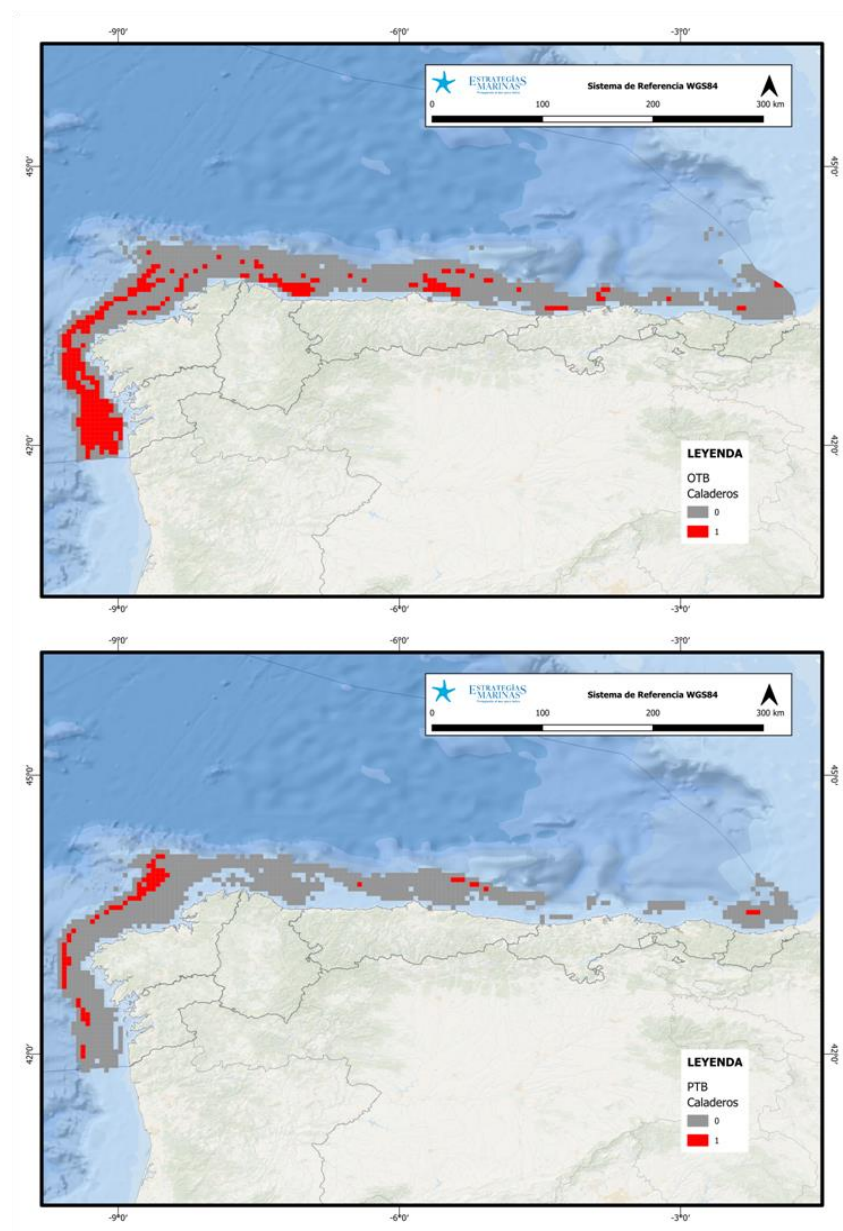 -9°0' -6°0' -3°0'
ESTRATEGIAS
MARINAS
Sistema de Referencia WGS84
0 100 200 300 km
45°0' 45°0'
42°0' 42°0'
LEYENDA
OTB
Caladeros
0
1
-9°0' -6°0' -3°0'
-9°0' -6°0' -3°0'
ESTRATEGIAS
MARINAS
Sistema de Referencia WGS84
0 100 200 300 km
45°0' 45°0'
42°0' 42°0'
LEYENDA
PTB
Caladeros
0
1
-9°0' -6°0' -3°0'